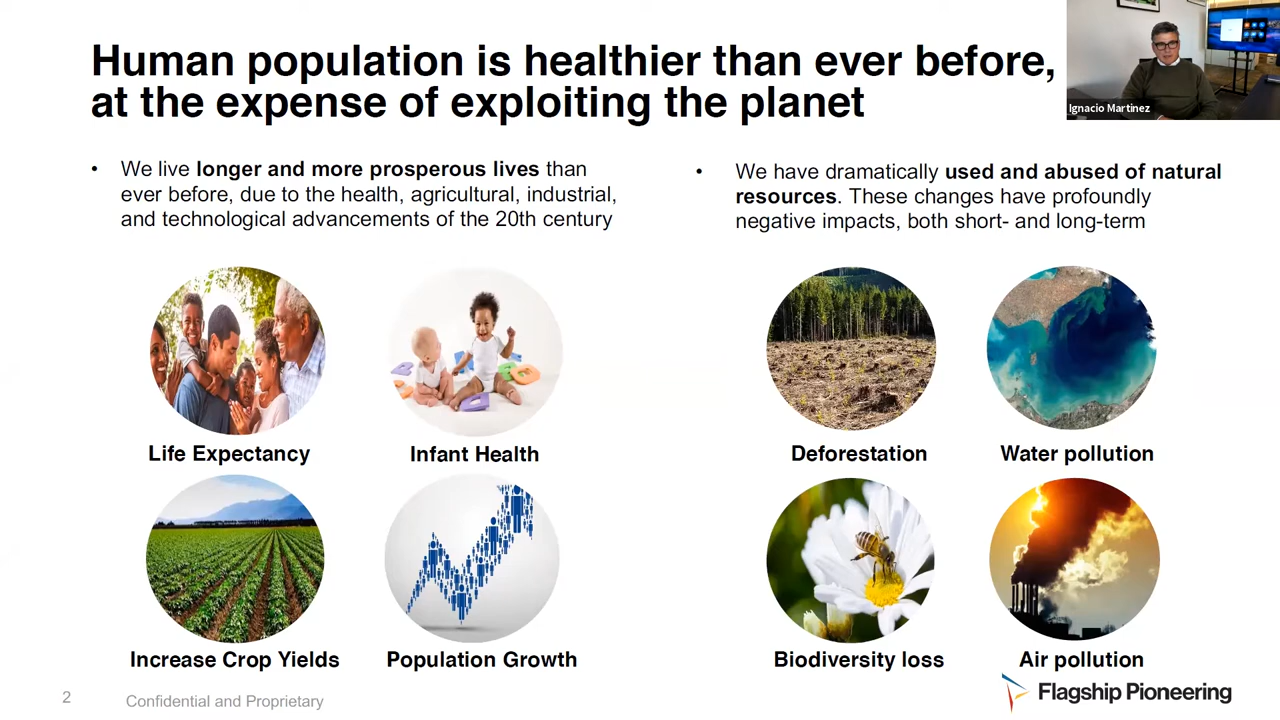 Human population is healthier than ever before,
at the expense of exploiting the planet
Ignacio Martinez
• We live longer and more prosperous lives than
ever before, due to the health, agricultural, industrial,
and technological advancements of the 20th century
• We have dramatically used and abused of natural
resources. These changes have profoundly
negative impacts, both short- and long-term
Life Expectancy
Infant Health
Increase Crop Yields
Population Growth
Deforestation
Water pollution
Biodiversity loss
Air pollution
2
Confidential and Proprietary
Flagship Pioneering